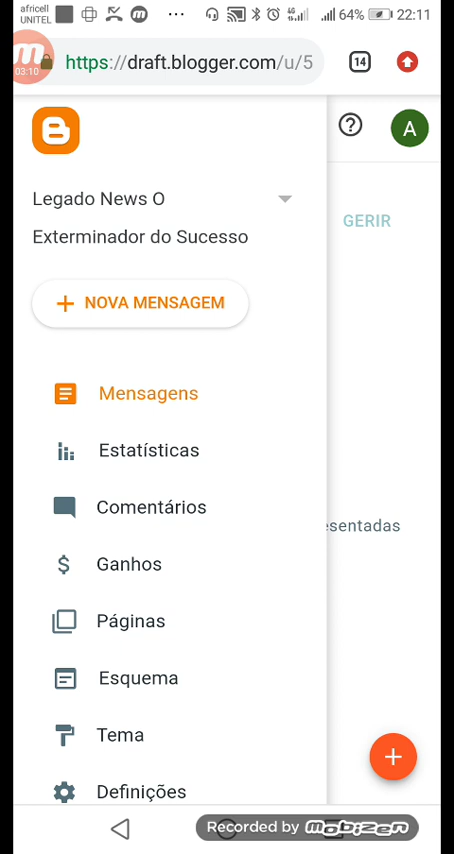 africell
UNITEL
4G
64%
22:11
m
03:10
https://draft.blogger.com/u/5
14
A
Legado News O
Exterminador do Sucesso
GERIR
+ NOVA MENSAGEM
Mensagens
Estatísticas
Comentários
esentadas
$ Ganhos
Páginas
Esquema
Tema
+
Definições
Recorded by mobizen